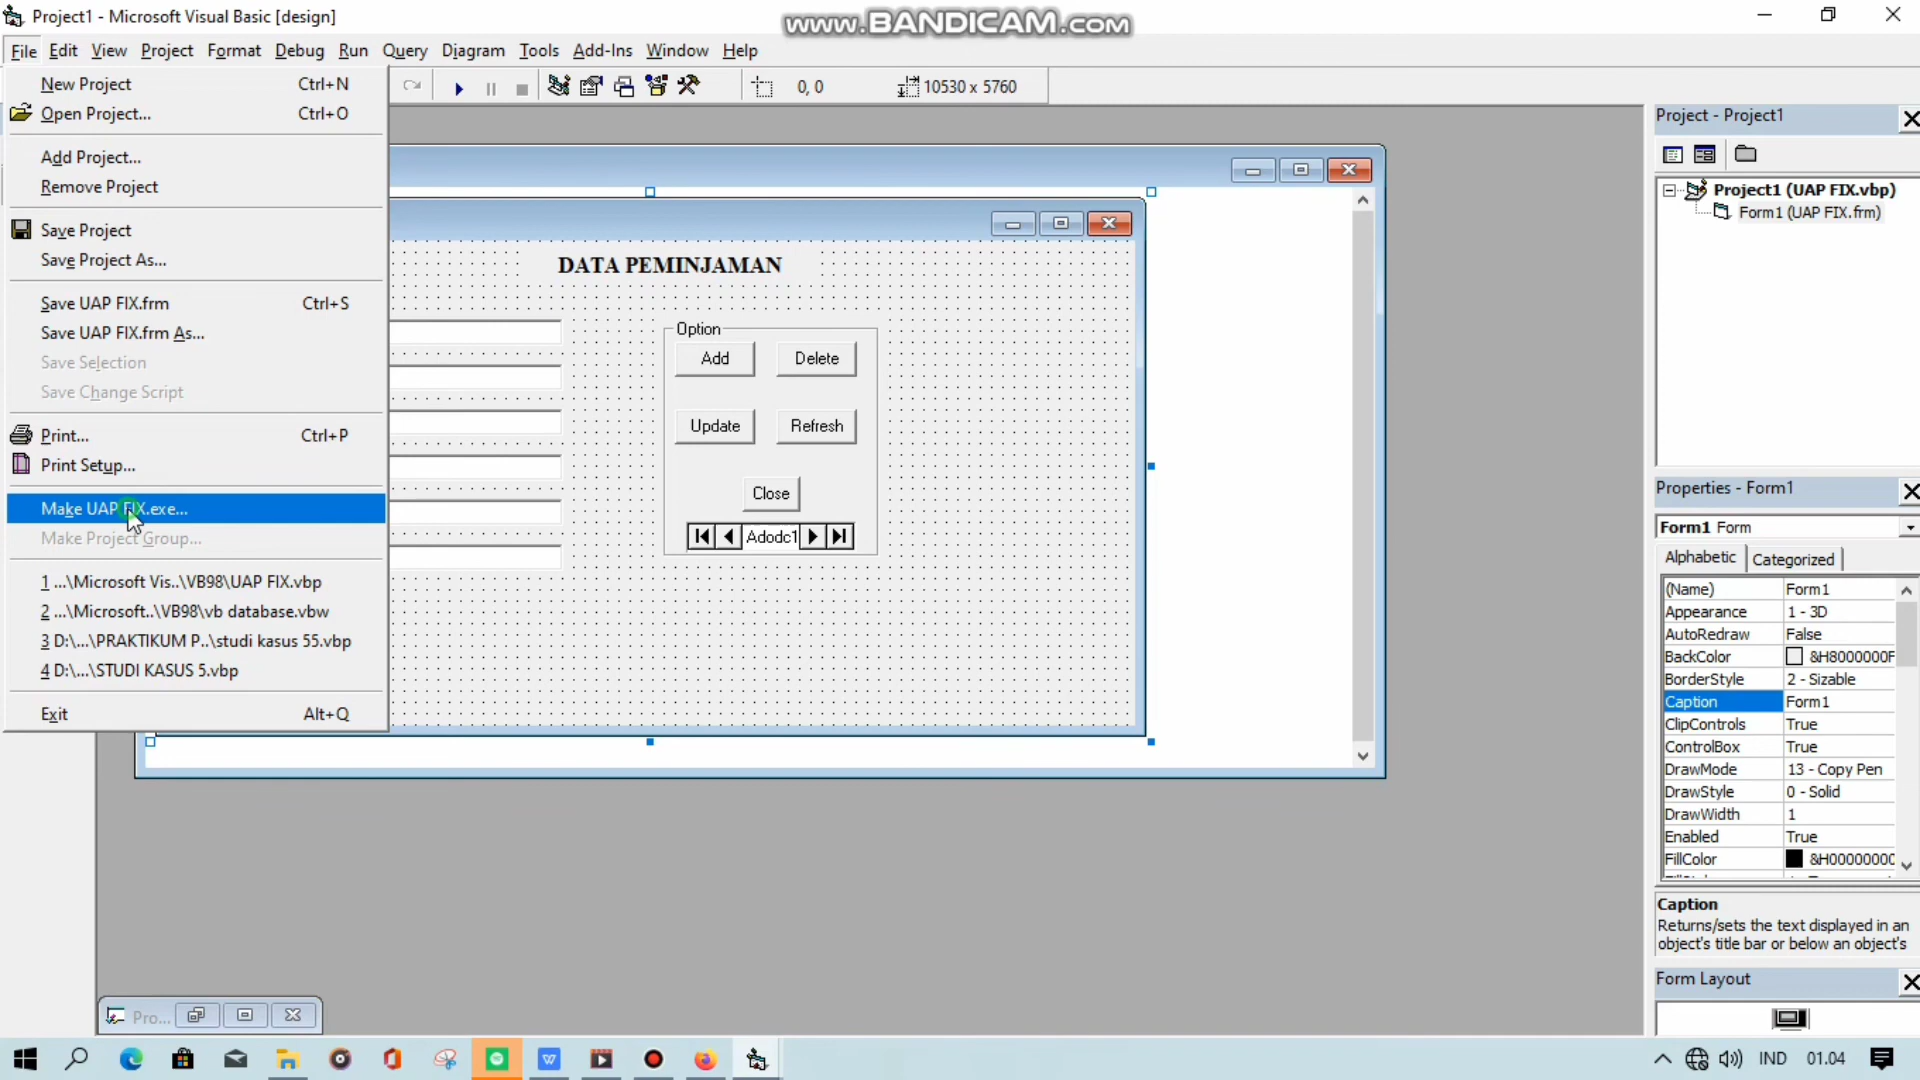 Project1 - Microsoft Visual Basic [design]
www.BANDICAM.com
File Edit View Project Format Debug Run Query Diagram Tools Add-Ins Window Help
0, 0
10530 x 5760
New Project Ctrl+N
Open Project... Ctrl+O
Add Project...
Remove Project
Save Project
Save Project As...
Save UAP FIX.frm Ctrl+S
Save UAP FIX.frm As...
Save Selection
Save Change Script
Print... Ctrl+P
Print Setup...
Make UAP FIX.exe...
Make Project Group...
1 ...\Microsoft Vis..\VB98\UAP FIX.vbp
2 ...\Microsoft..\VB98\vb database.vbw
3 D:\...\PRAKTIKUM P..\studi kasus 55.vbp
4 D:\...\STUDI KASUS 5.vbp
Exit Alt+Q
DATA PEMINJAMAN
Option
Add Delete
Update Refresh
Close
Adodc1
Project - Project1
Project1 (UAP FIX.vbp)
Form1 (UAP FIX.frm)
Properties - Form1
Form1 Form
Alphabetic Categorized
(Name) Form1
Appearance 1 - 3D
AutoRedraw False
BackColor &H8000000F
BorderStyle 2 - Sizable
Caption Form1
ClipControls True
ControlBox True
DrawMode 13 - Copy Pen
DrawStyle 0 - Solid
DrawWidth 1
Enabled True
FillColor &H0000000
Caption
Returns/sets the text displayed in an
object's title bar or below an object's
Form Layout
Pro...
IND 01.04